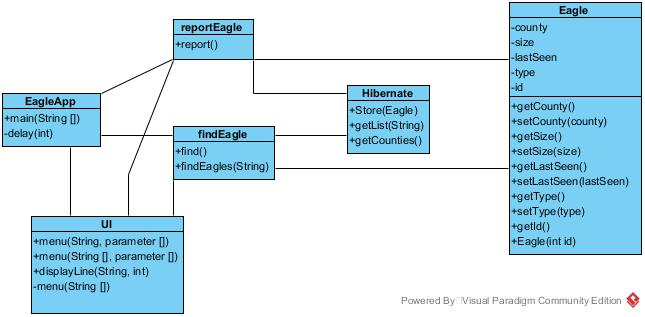 reportEagle
+report()
EagleApp
+main(String [])
-delay(int)
findEagle
+find()
+findEagles(String)
Hibernate
+Store(Eagle)
+getList(String)
+getCounties()
Eagle
-county
-size
-lastSeen
-type
-id
+getCounty()
+setCounty(county)
+getSize()
+setSize(size)
+getLastSeen()
+setLastSeen(lastSeen)
+getType()
+setType(type)
+getId()
+Eagle(int id)
UI
+menu(String, parameter [])
+menu(String [], parameter [])
+displayLine(String, int)
-menu(String [])
Powered By Visual Paradigm Community Edition